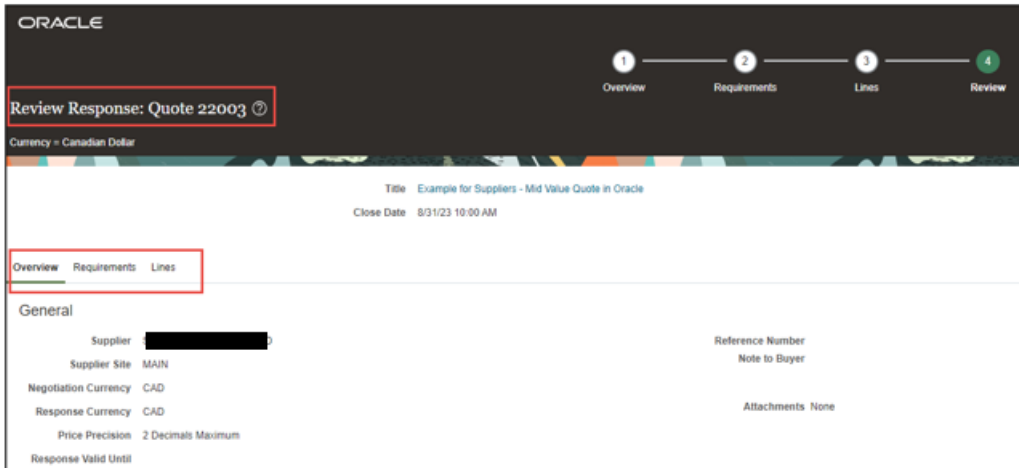 ORACLE
1 2 3 4
Overview Requirements Lines Review
Review Response: Quote 22003 ?
Currency = Canadian Dollar
Title Example for Suppliers - Mid Value Quote in Oracle
Close Date 8/31/23 10:00 AM
Overview Requirements Lines
General
Supplier
Reference Number
Supplier Site MAIN
Note to Buyer
Negotiation Currency CAD
Response Currency CAD
Attachments None
Price Precision 2 Decimals Maximum
Response Valid Until